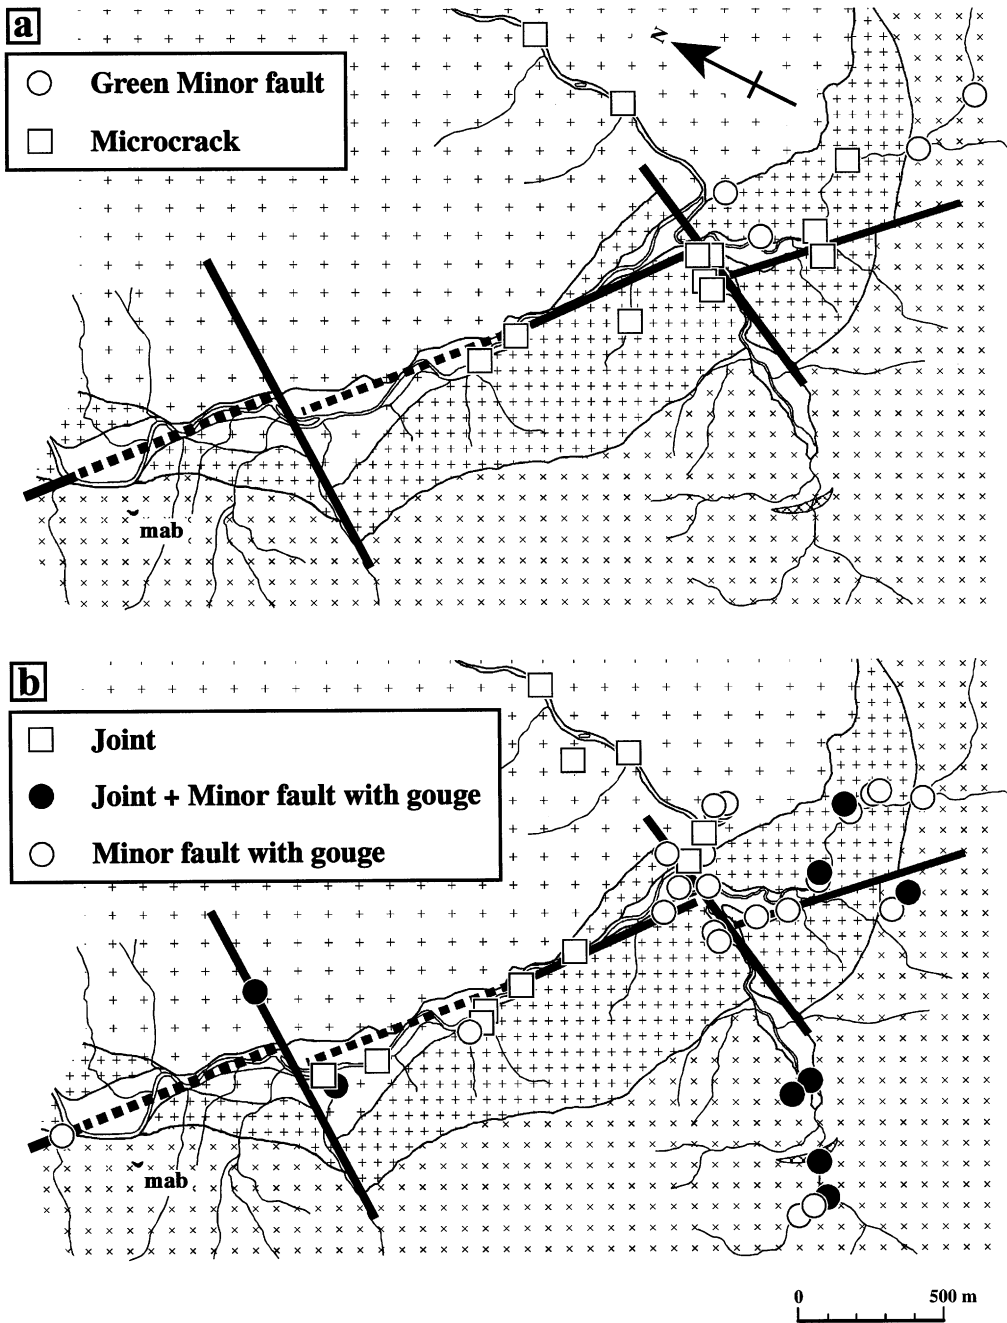 a
Green Minor fault
Microcrack
N
mab
b
Joint
Joint + Minor fault with gouge
Minor fault with gouge
mab
0 500 m